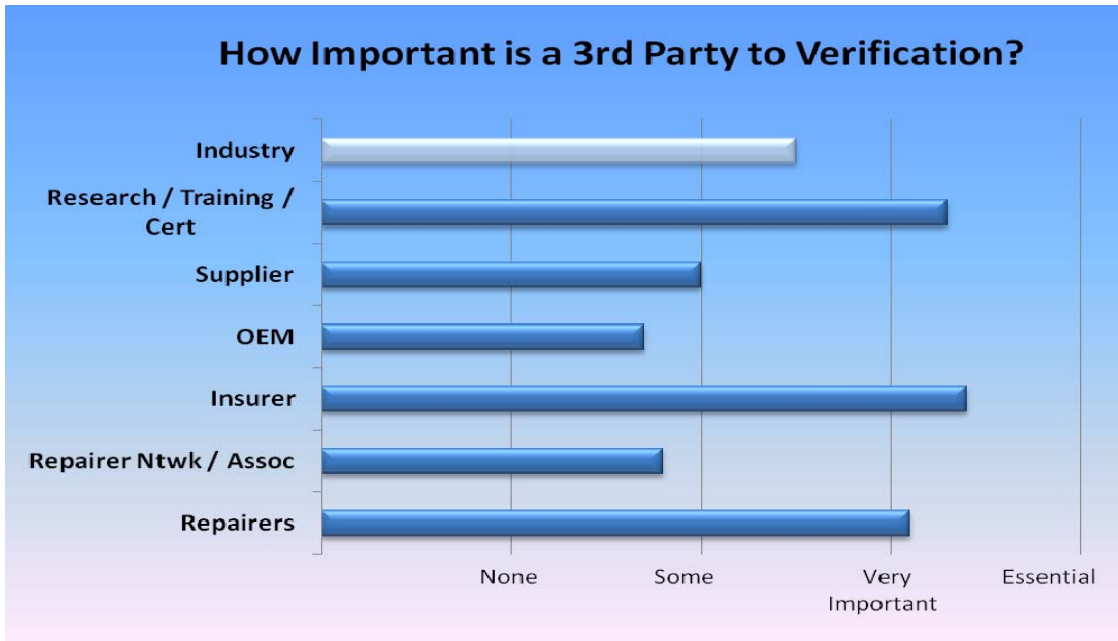 How Important is a 3rd Party to Verification?
Industry
Research / Training /
Cert
Supplier
OEM
Insurer
Repairer Ntwk / Assoc
Repairers
None
Some
Very
Important
Essential